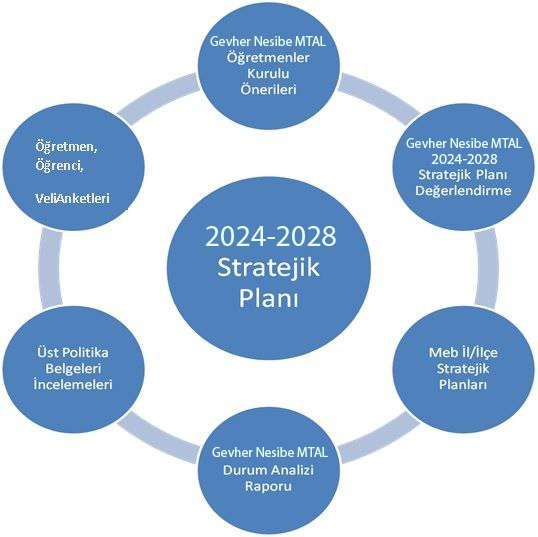 Gevher Nesibe MTAL
Öğretmenler
Kurulu
Önerileri
Gevher Nesibe MTAL
2024-2028
Stratejik Planı
Değerlendirme
Meb İl/İlçe
Stratejik
Planları
Gevher Nesibe MTAL
Durum Analizi
Raporu
Üst Politika
Belgeleri
İncelemeleri
Öğretmen,
Öğrenci,
VeliAnketleri
2024-2028
Stratejik
Planı